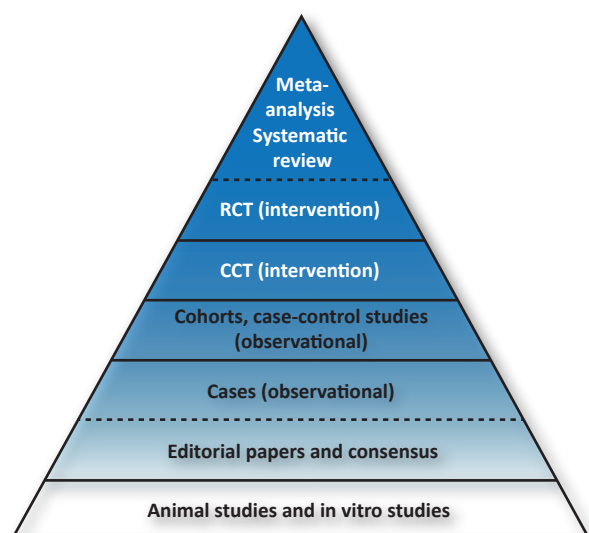 Meta-
analysis
Systematic
review
RCT (intervention)
CCT (intervention)
Cohorts, case-control studies
(observational)
Cases (observational)
Editorial papers and consensus
Animal studies and in vitro studies